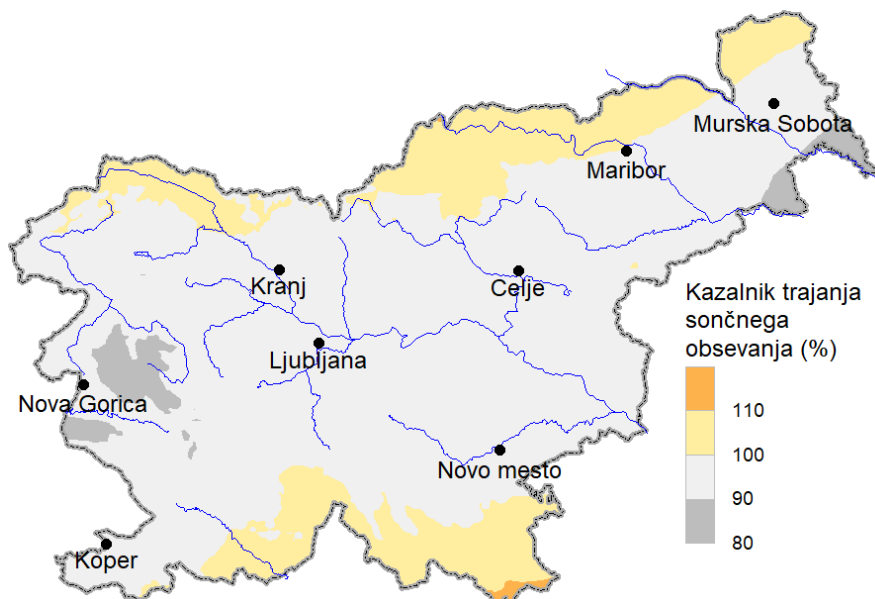 Murska Sobota
Maribor
Kranj
Celje
Ljubljana
Nova Gorica
Novo mesto
Koper
Kazalnik trajanja
sončnega
obsevanja (%)
110
100
90
80